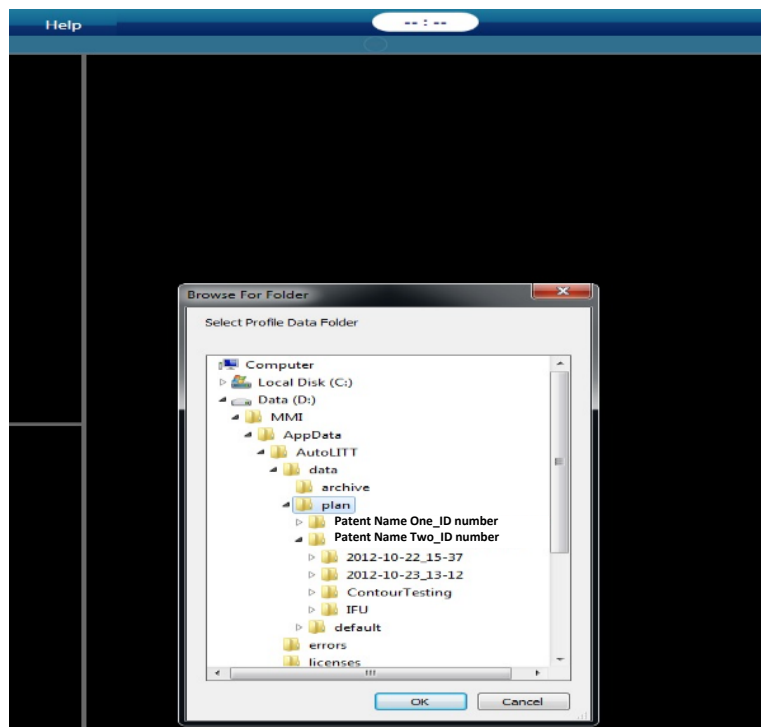 Help
-- : --
Browse For Folder
Select Profile Data Folder
Computer
Local Disk (C:)
Data (D:)
MMI
AppData
AutoLITT
data
archive
plan
Patent Name One_ID number
Patent Name Two_ID number
2012-10-22_15-37
2012-10-23_13-12
ContourTesting
IFU
default
errors
licenses
OK Cancel